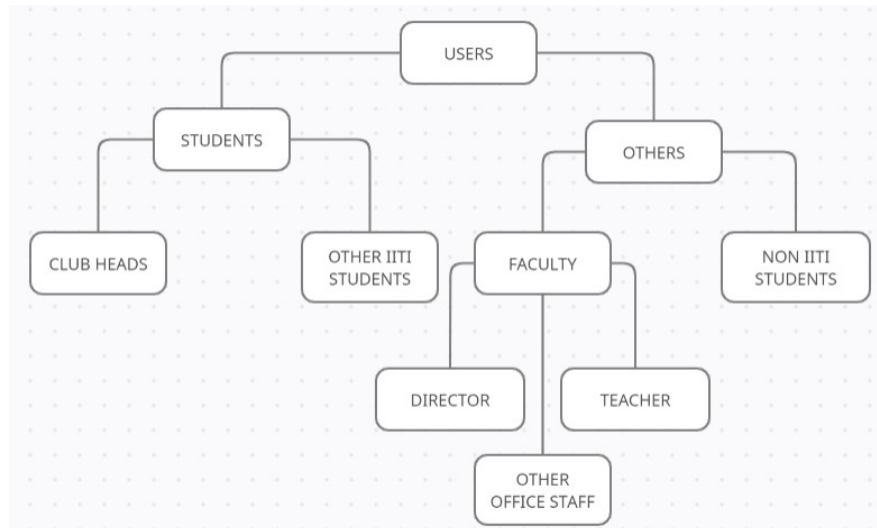 USERS
STUDENTS
OTHERS
CLUB HEADS
OTHER IITI
STUDENTS
FACULTY
NON IITI
STUDENTS
DIRECTOR
TEACHER
OTHER
OFFICE STAFF